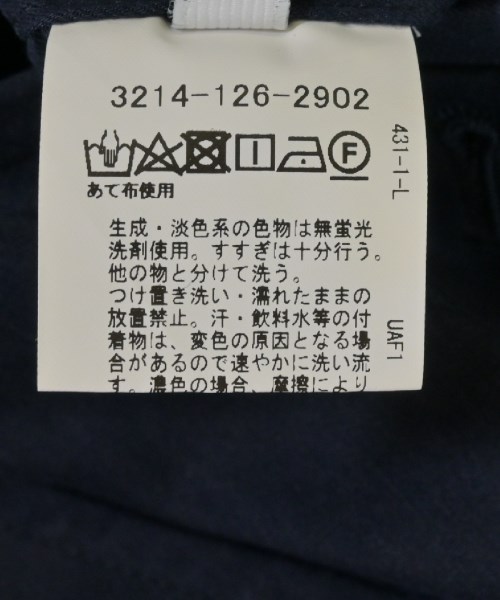 3214-126-2902
F
あて布使用
生成・淡色系の色物は無蛍光
洗剤使用。すすぎは十分行う。
他の物と分けて洗う。
つけ置き洗い・濡れたままの
放置禁止。汗・飲料水等の付
着物は、変色の原因となる場
合があるので速やかに洗い流
す。濃色の場合、摩擦により
431-1-L
UAF1